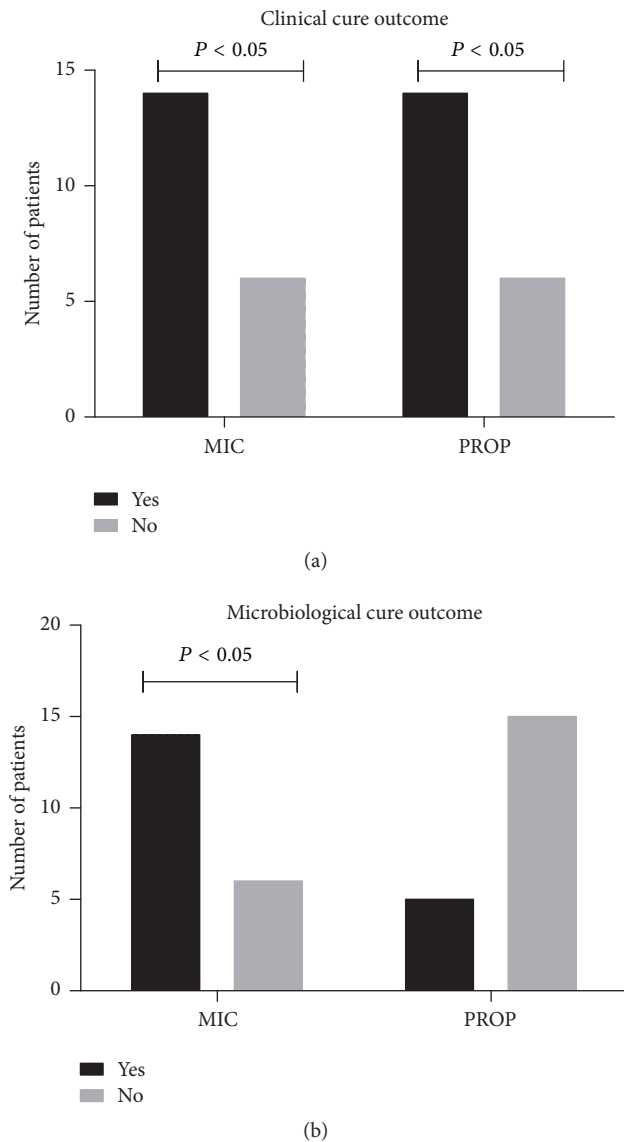 Clinical cure outcome
P < 0.05 P < 0.05
15
10
5
0
Number of patients
MIC PROP
Yes
No
(a)
Microbiological cure outcome
20
P < 0.05
15
10
5
0
Number of patients
MIC PROP
Yes
No
(b)